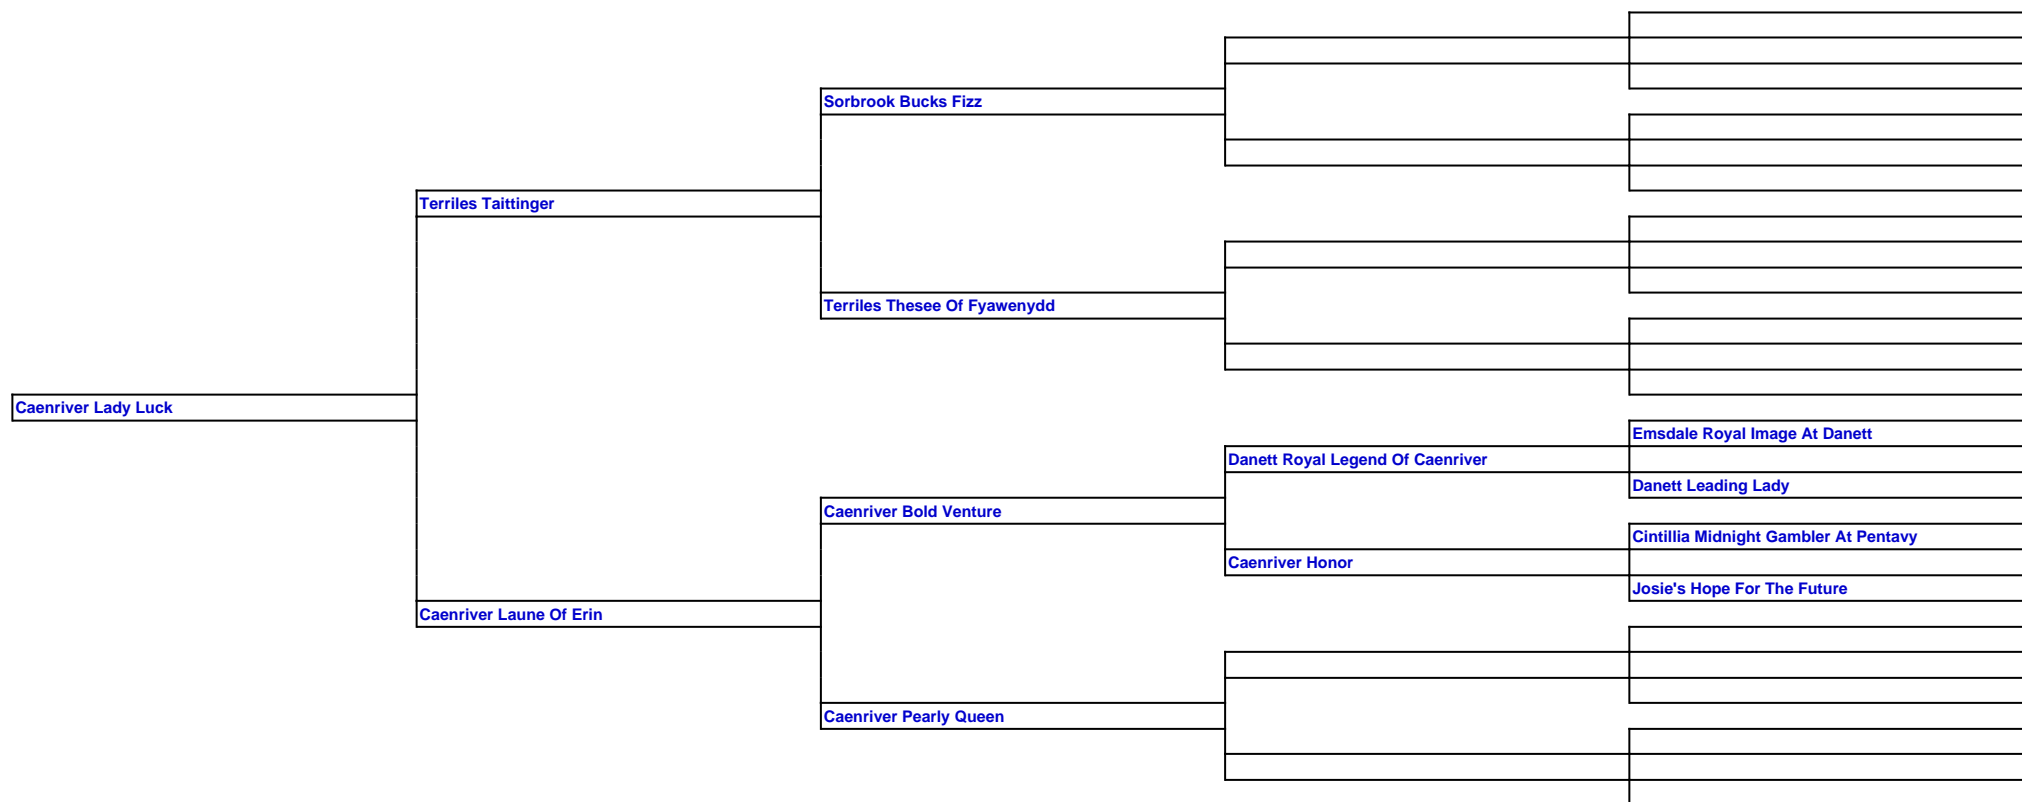 Sorbrook Bucks Fizz
Terriles Taittinger
Terriles Thesee Of Fyawenydd
Caenriver Lady Luck
Emsdale Royal Image At Danett
Danett Royal Legend Of Caenriver
Danett Leading Lady
Caenriver Bold Venture
Cintillia Midnight Gambler At Pentavy
Caenriver Honor
Josie's Hope For The Future
Caenriver Laune Of Erin
Caenriver Pearly Queen